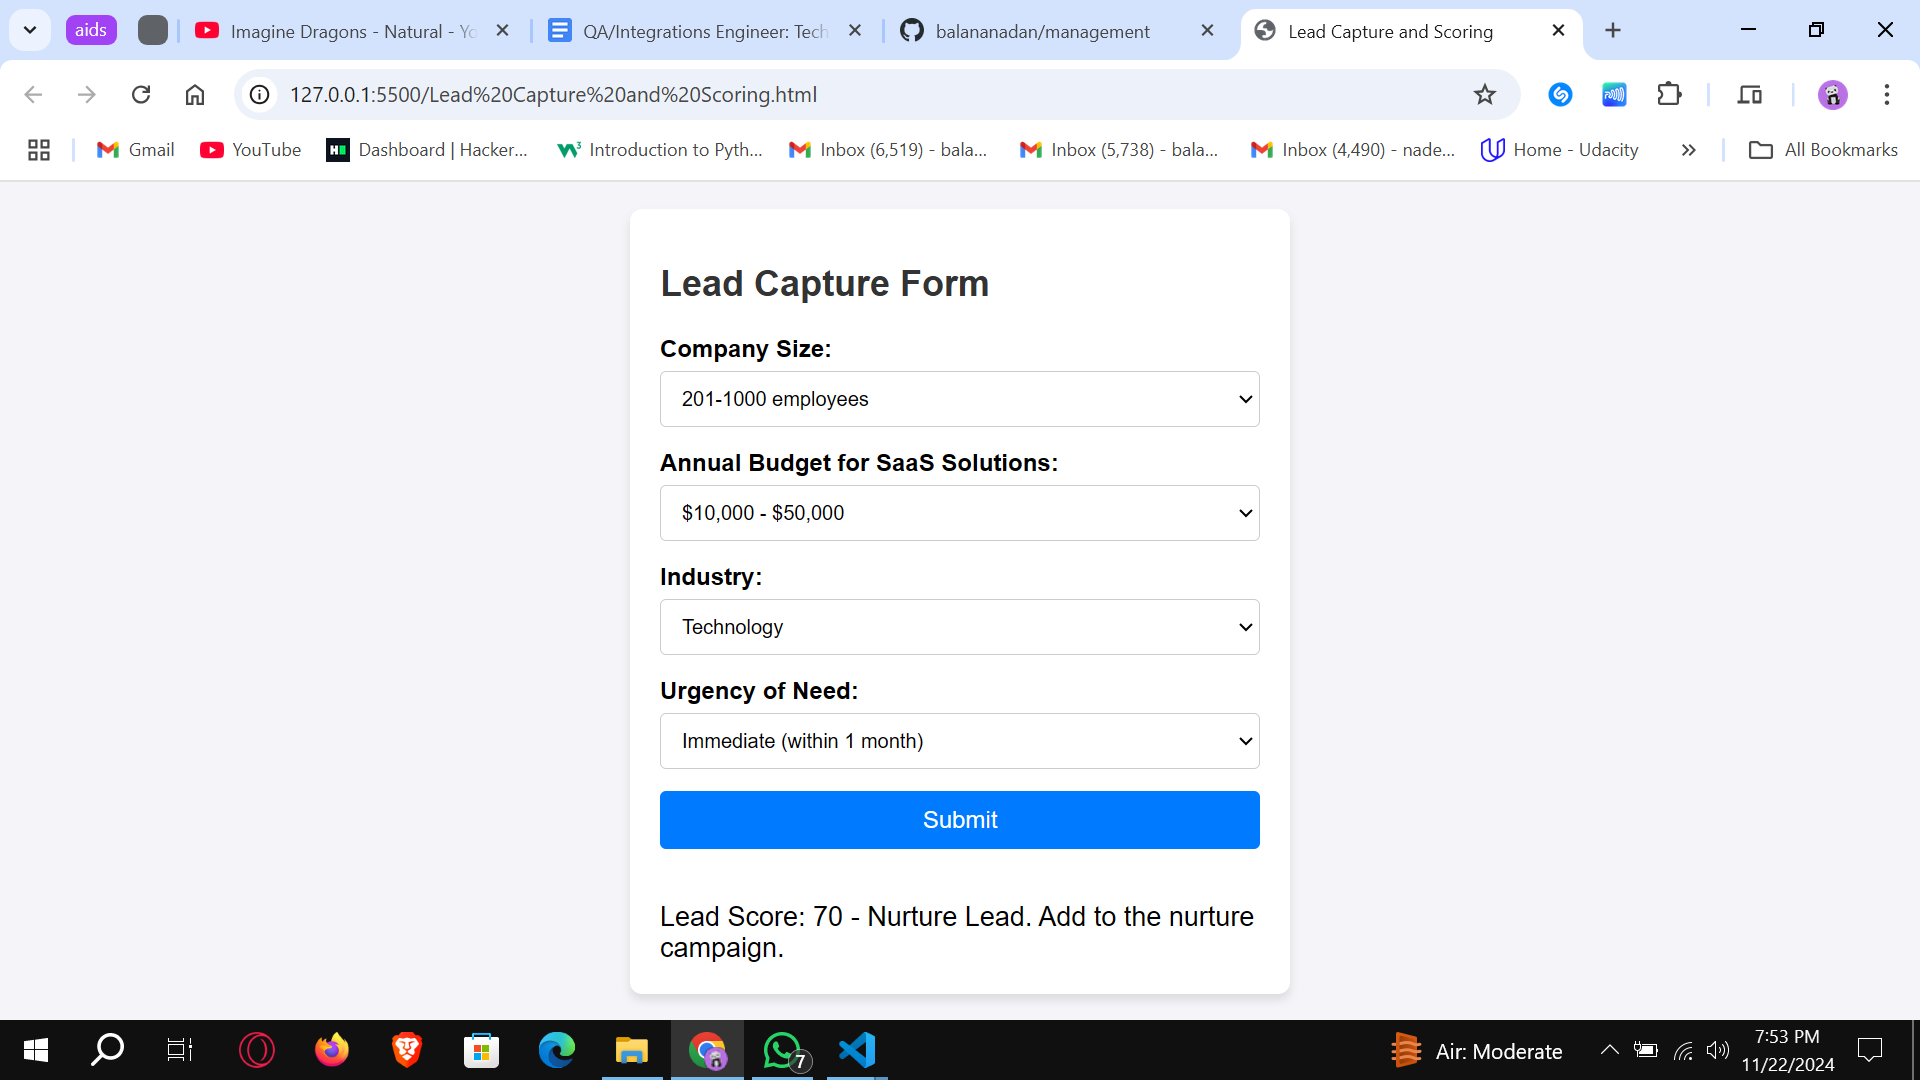 aids
Imagine Dragons - Natural - Yo
QA/Integrations Engineer: Tech
balananadan/management
Lead Capture and Scoring
127.0.0.1:5500/Lead%20Capture%20and%20Scoring.html
Gmail
YouTube
Dashboard | Hacker...
Introduction to Pyth...
Inbox (6,519) - bala...
Inbox (5,738) - bala...
Inbox (4,490) - nade...
Home - Udacity
All Bookmarks
Lead Capture Form
Company Size:
201-1000 employees
Annual Budget for SaaS Solutions:
$10,000 - $50,000
Industry:
Technology
Urgency of Need:
Immediate (within 1 month)
Submit
Lead Score: 70 - Nurture Lead. Add to the nurture
campaign.
7
Air: Moderate
7:53 PM
11/22/2024